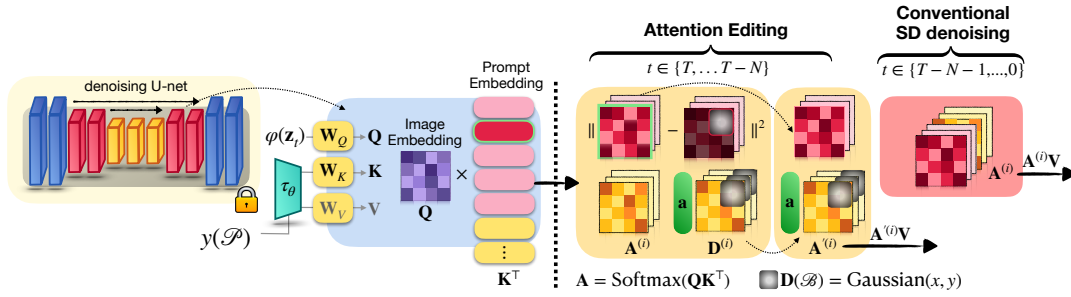 denoising U-net
φ(z_t)
W_Q
Q
W_K
K
W_V
V
τ_θ
y(𝒫)
Image
Embedding
Q
×
Prompt
Embedding
⋮
K^⊤
Attention Editing
t ∈ {T, … T − N}
|| − ||²
A^(i)
a
D^(i)
a
A′^(i)
A′^(i)V
A = Softmax(QK^⊤)
D(ℬ) = Gaussian(x, y)
Conventional
SD denoising
t ∈ {T − N − 1,...,0}
A^(i)
A^(i)V